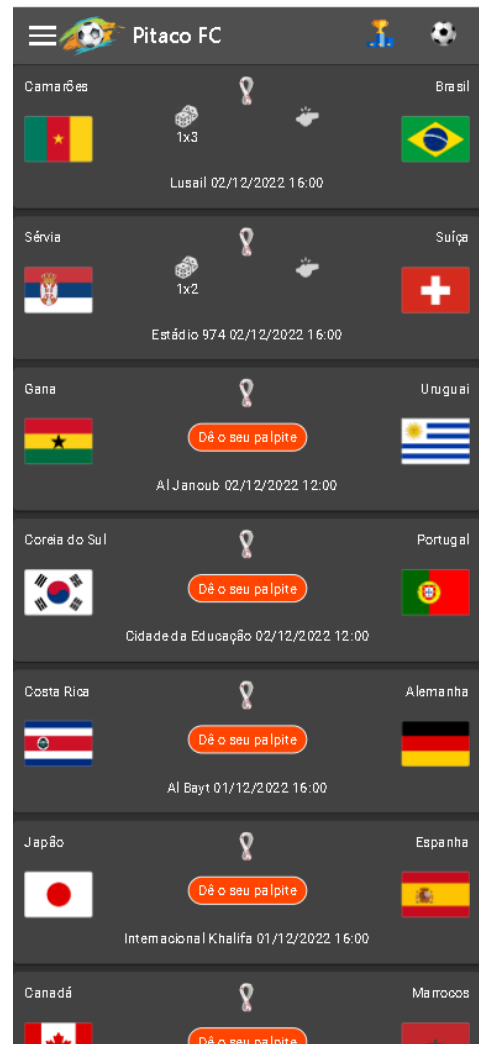 Pitaco FC
Camarões Brasil
1x3
Lusail 02/12/2022 16:00
Sérvia Suíça
1x2
Estádio 974 02/12/2022 16:00
Gana Uruguai
Dê o seu palpite
Al Janoub 02/12/2022 12:00
Coreia do Sul Portugal
Dê o seu palpite
Cidade da Educação 02/12/2022 12:00
Costa Rica Alemanha
Dê o seu palpite
Al Bayt 01/12/2022 16:00
Japão Espanha
Dê o seu palpite
Internacional Khalifa 01/12/2022 16:00
Canadá Marrocos
Dê o seu palpite